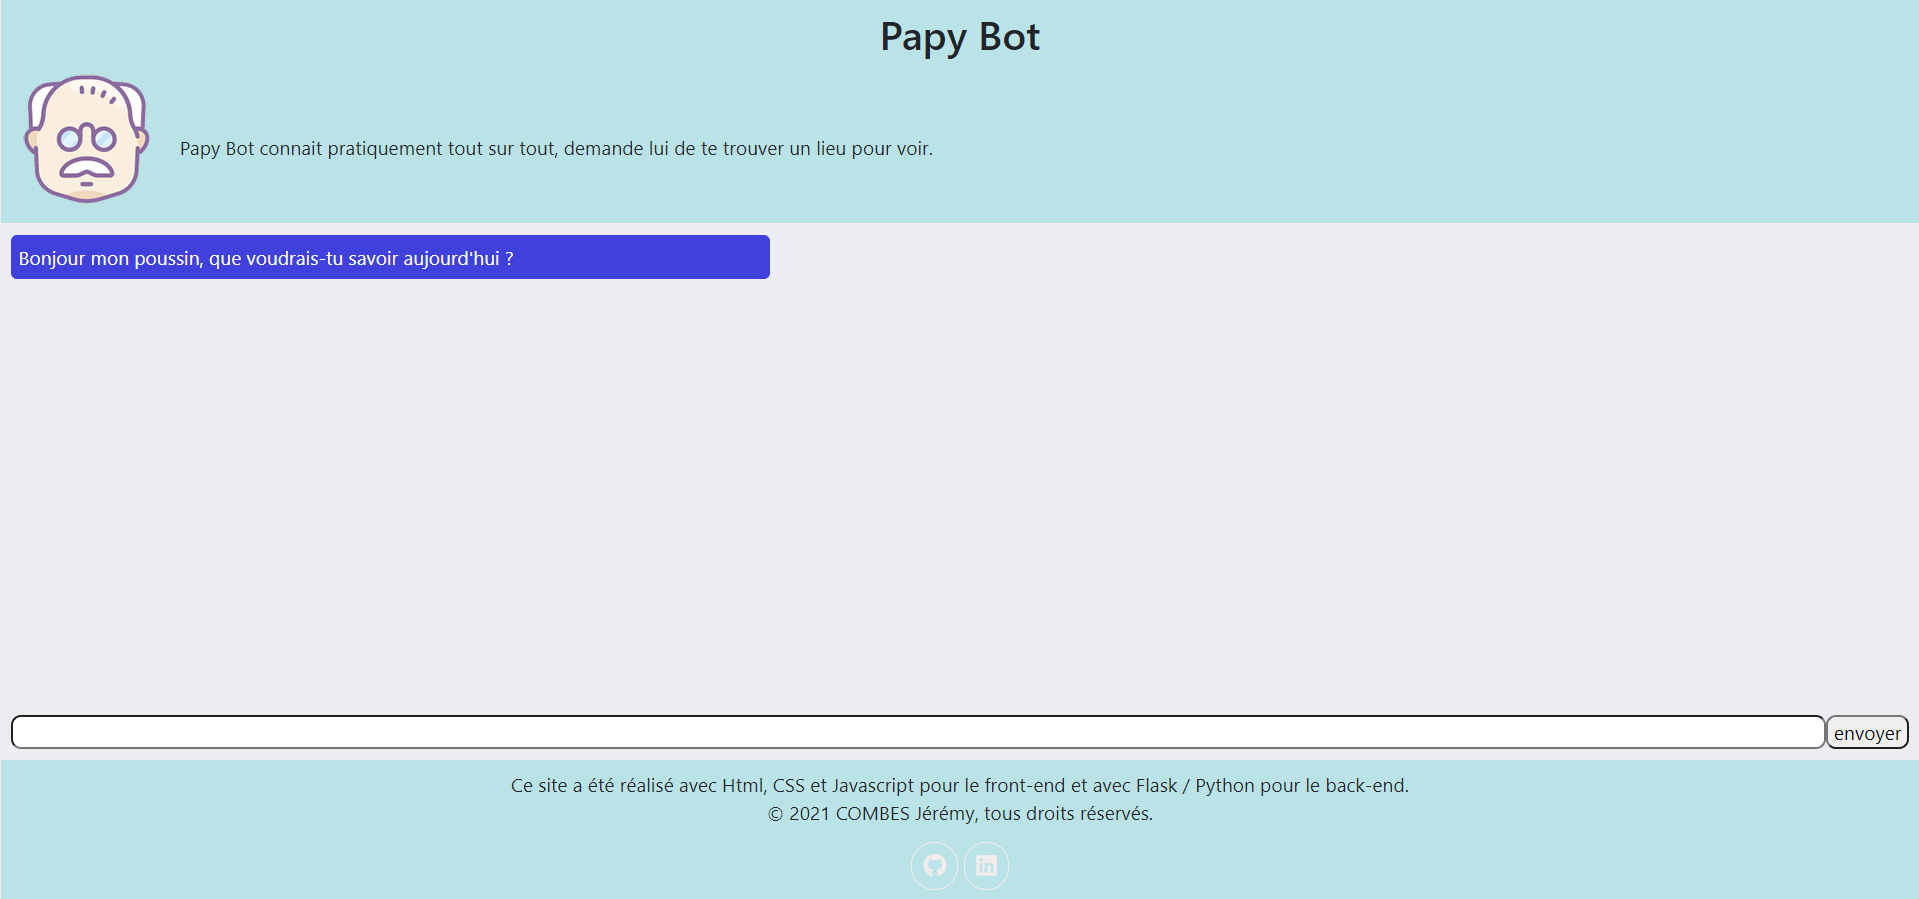 Papy Bot
Papy Bot connait pratiquement tout sur tout, demande lui de te trouver un lieu pour voir.
Bonjour mon poussin, que voudrais-tu savoir aujourd'hui ?
envoyer
Ce site a été réalisé avec Html, CSS et Javascript pour le front-end et avec Flask / Python pour le back-end.
© 2021 COMBES Jérémy, tous droits réservés.
in